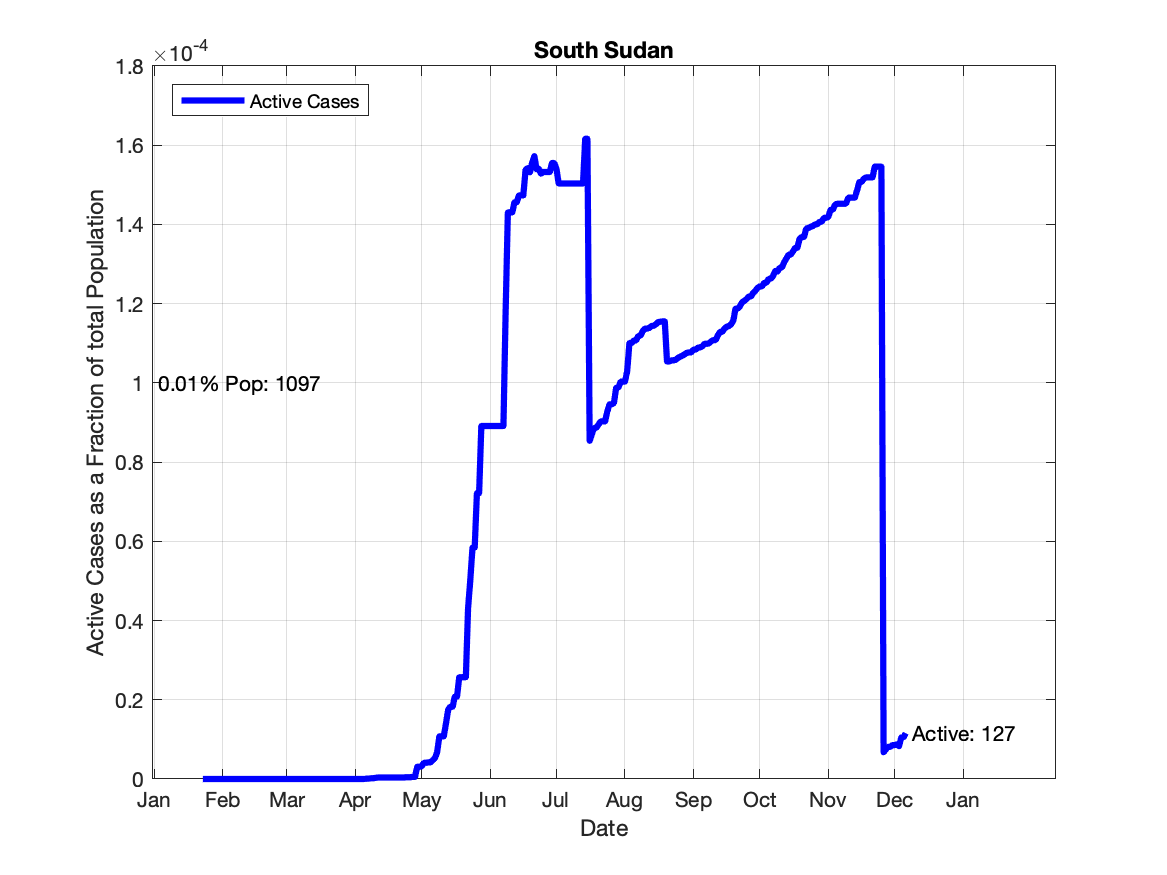 South Sudan
×10-4
1.8
1.6
1.4
1.2
1
0.8
0.6
0.4
0.2
0
Active Cases
0.01% Pop: 1097
Active: 127
Active Cases as a Fraction of total Population
Jan Feb Mar Apr May Jun Jul Aug Sep Oct Nov Dec Jan
Date